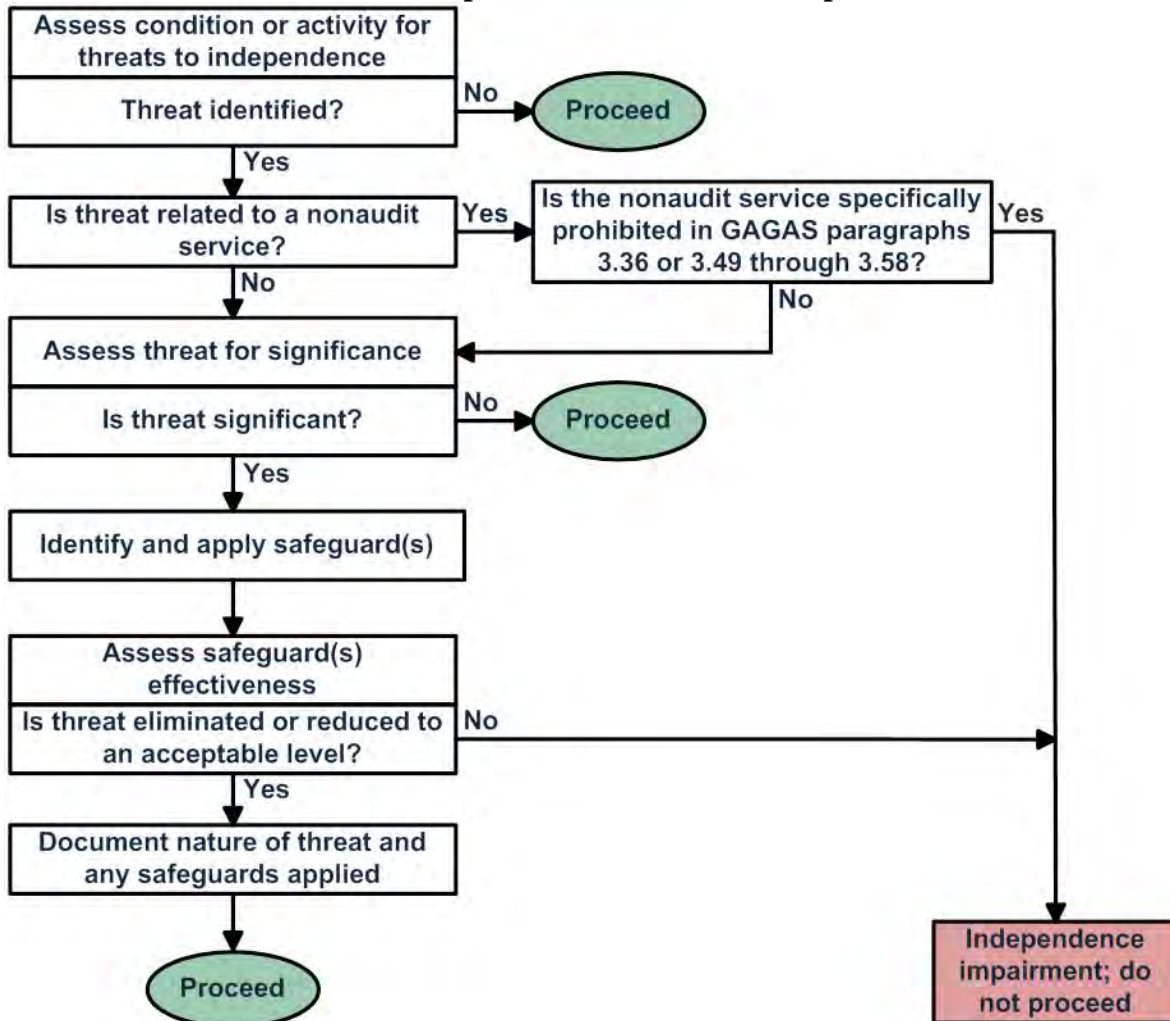 Assess condition or activity for
threats to independence
Threat identified?
No
Proceed
Yes
Is threat related to a nonaudit
service?
Yes
Is the nonaudit service specifically
prohibited in GAGAS paragraphs
3.36 or 3.49 through 3.58?
Yes
No
No
Assess threat for significance
Is threat significant?
No
Proceed
Yes
Identify and apply safeguard(s)
Assess safeguard(s)
effectiveness
Is threat eliminated or reduced to
an acceptable level?
No
Yes
Document nature of threat and
any safeguards applied
Proceed
Independence
impairment; do
not proceed